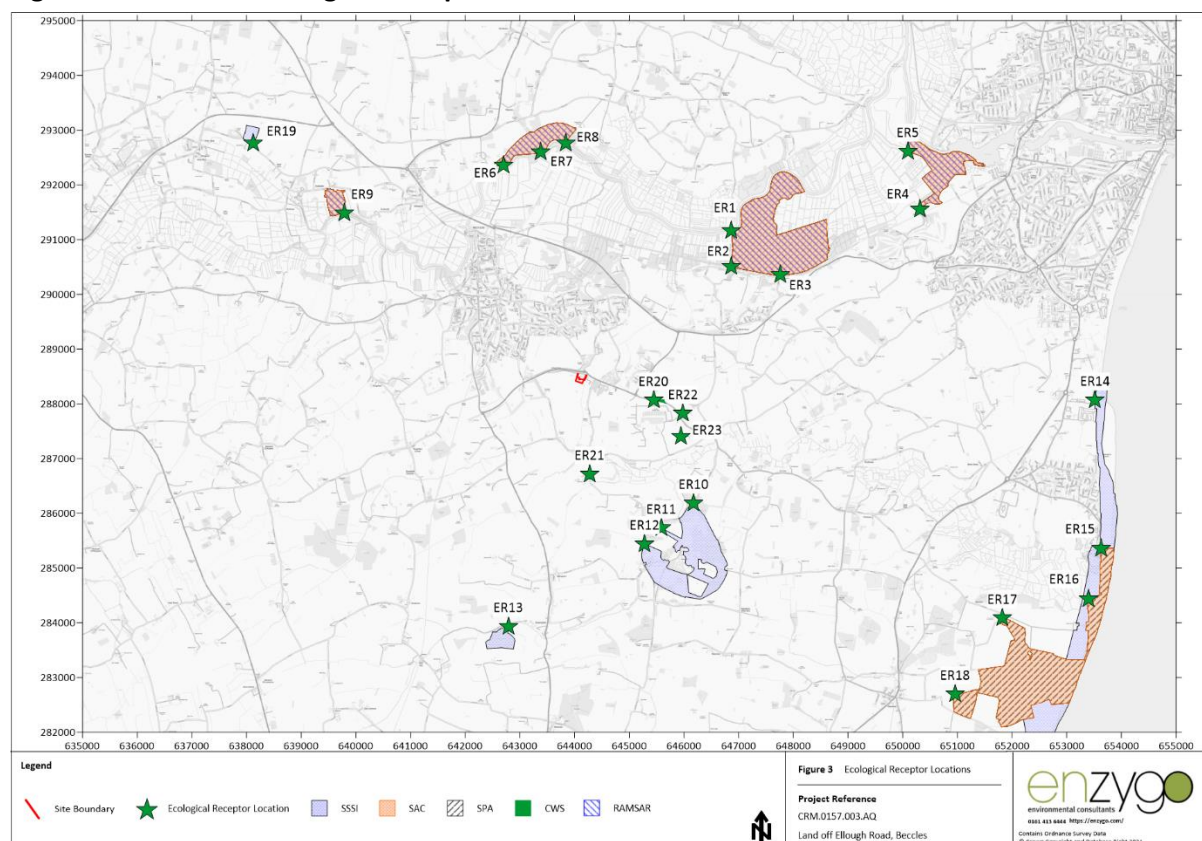 295000
294000
293000
292000
291000
290000
289000
288000
287000
286000
285000
284000
283000
282000
ER19
ER9
ER6
ER7
ER8
ER5
ER4
ER1
ER2
ER3
ER20
ER22
ER23
ER21
ER10
ER11
ER12
ER13
ER14
ER15
ER16
ER17
ER18
635000 636000 637000 638000 639000 640000 641000 642000 643000 644000 645000 646000 647000 648000 649000 650000 651000 652000 653000 654000 655000
Legend
Site Boundary Ecological Receptor Location SSSI SAC SPA CWS RAMSAR
N
Figure 3 Ecological Receptor Locations
Project Reference
CRM.0157.003.AQ
Land off Ellough Road, Beccles
enzygo
environmental consultants
0161 413 6444 https://enzygo.com/
Contains Ordnance Survey Data